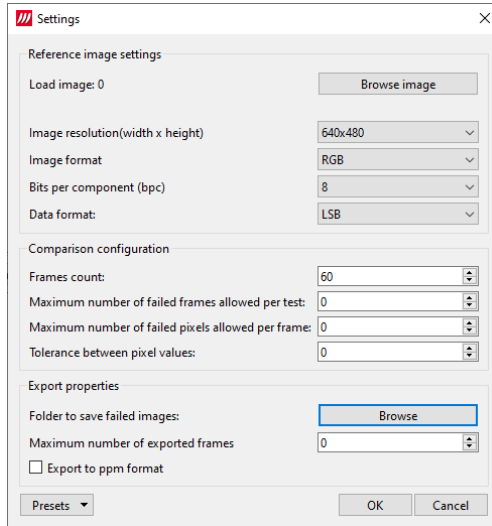 Settings
Reference image settings
Load image: 0 Browse image
Image resolution(width x height) 640x480
Image format RGB
Bits per component (bpc) 8
Data format: LSB
Comparison configuration
Frames count: 60
Maximum number of failed frames allowed per test: 0
Maximum number of failed pixels allowed per frame: 0
Tolerance between pixel values: 0
Export properties
Folder to save failed images: Browse
Maximum number of exported frames 0
Export to ppm format
Presets OK Cancel